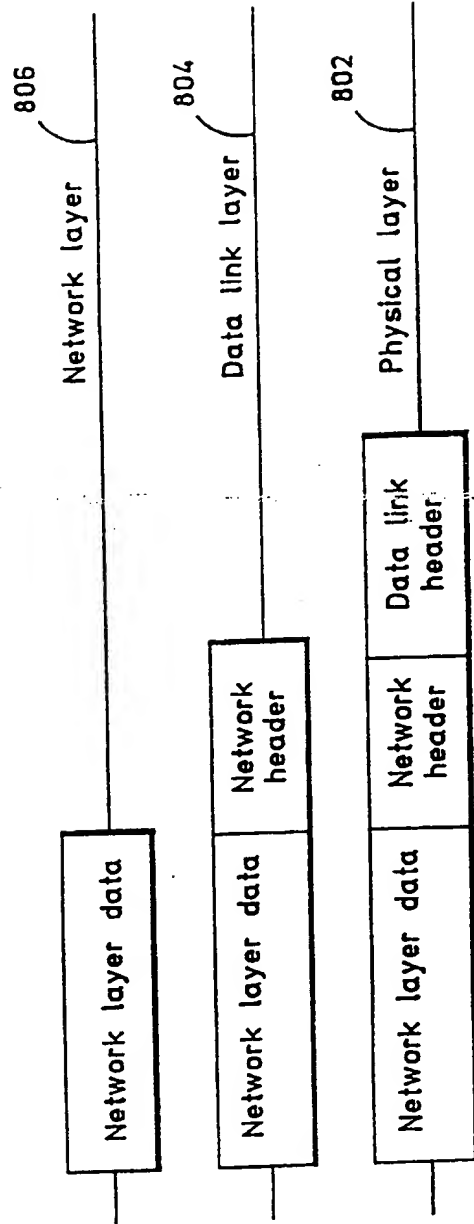 806
Network layer data
Network layer
804
Network layer data
Network
header
Data link layer
802
Network layer data
Network
header
Data link
header
Physical layer